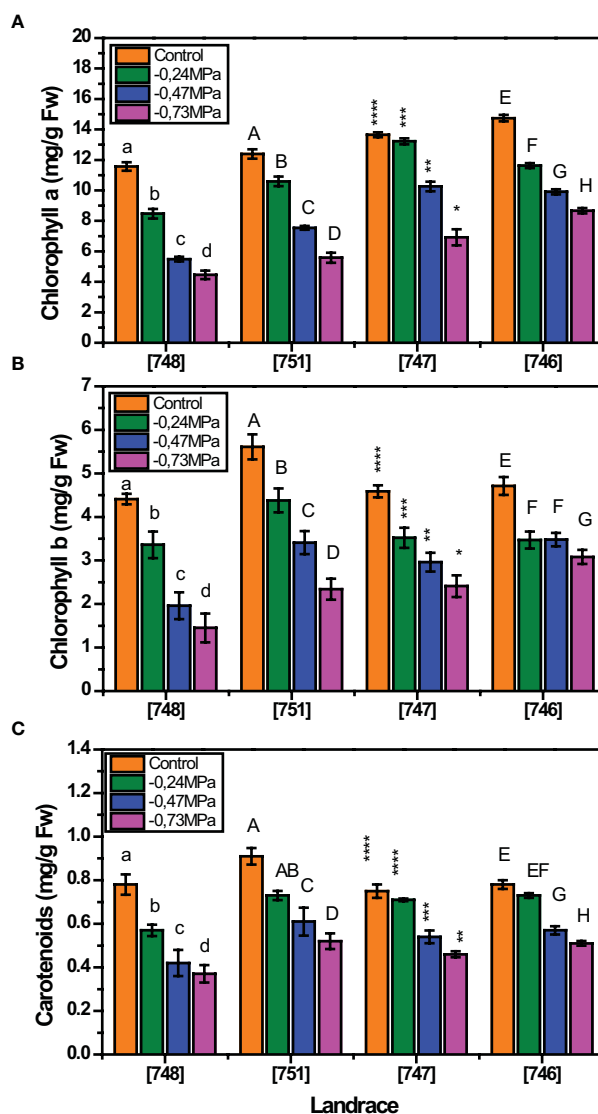 A
Chlorophyll a (mg/g Fw)
20
18
16
14
12
10
8
6
4
2
0
Control
-0,24MPa
-0,47MPa
-0,73MPa
a
b
c
d
A
B
C
D
****
***
**
*
E
F
G
H
[748]
[751]
[747]
[746]
B
Chlorophyll b (mg/g Fw)
7
6
5
4
3
2
1
0
Control
-0,24MPa
-0,47MPa
-0,73MPa
a
b
c
d
A
B
C
D
****
***
**
*
E
F
F
G
[748]
[751]
[747]
[746]
C
Carotenoids (mg/g Fw)
1.4
1.2
1.0
0.8
0.6
0.4
0.2
0.0
Control
-0,24MPa
-0,47MPa
-0,73MPa
a
b
c
d
A
AB
C
D
****
****
***
**
E
EF
G
H
[748]
[751]
[747]
[746]
Landrace